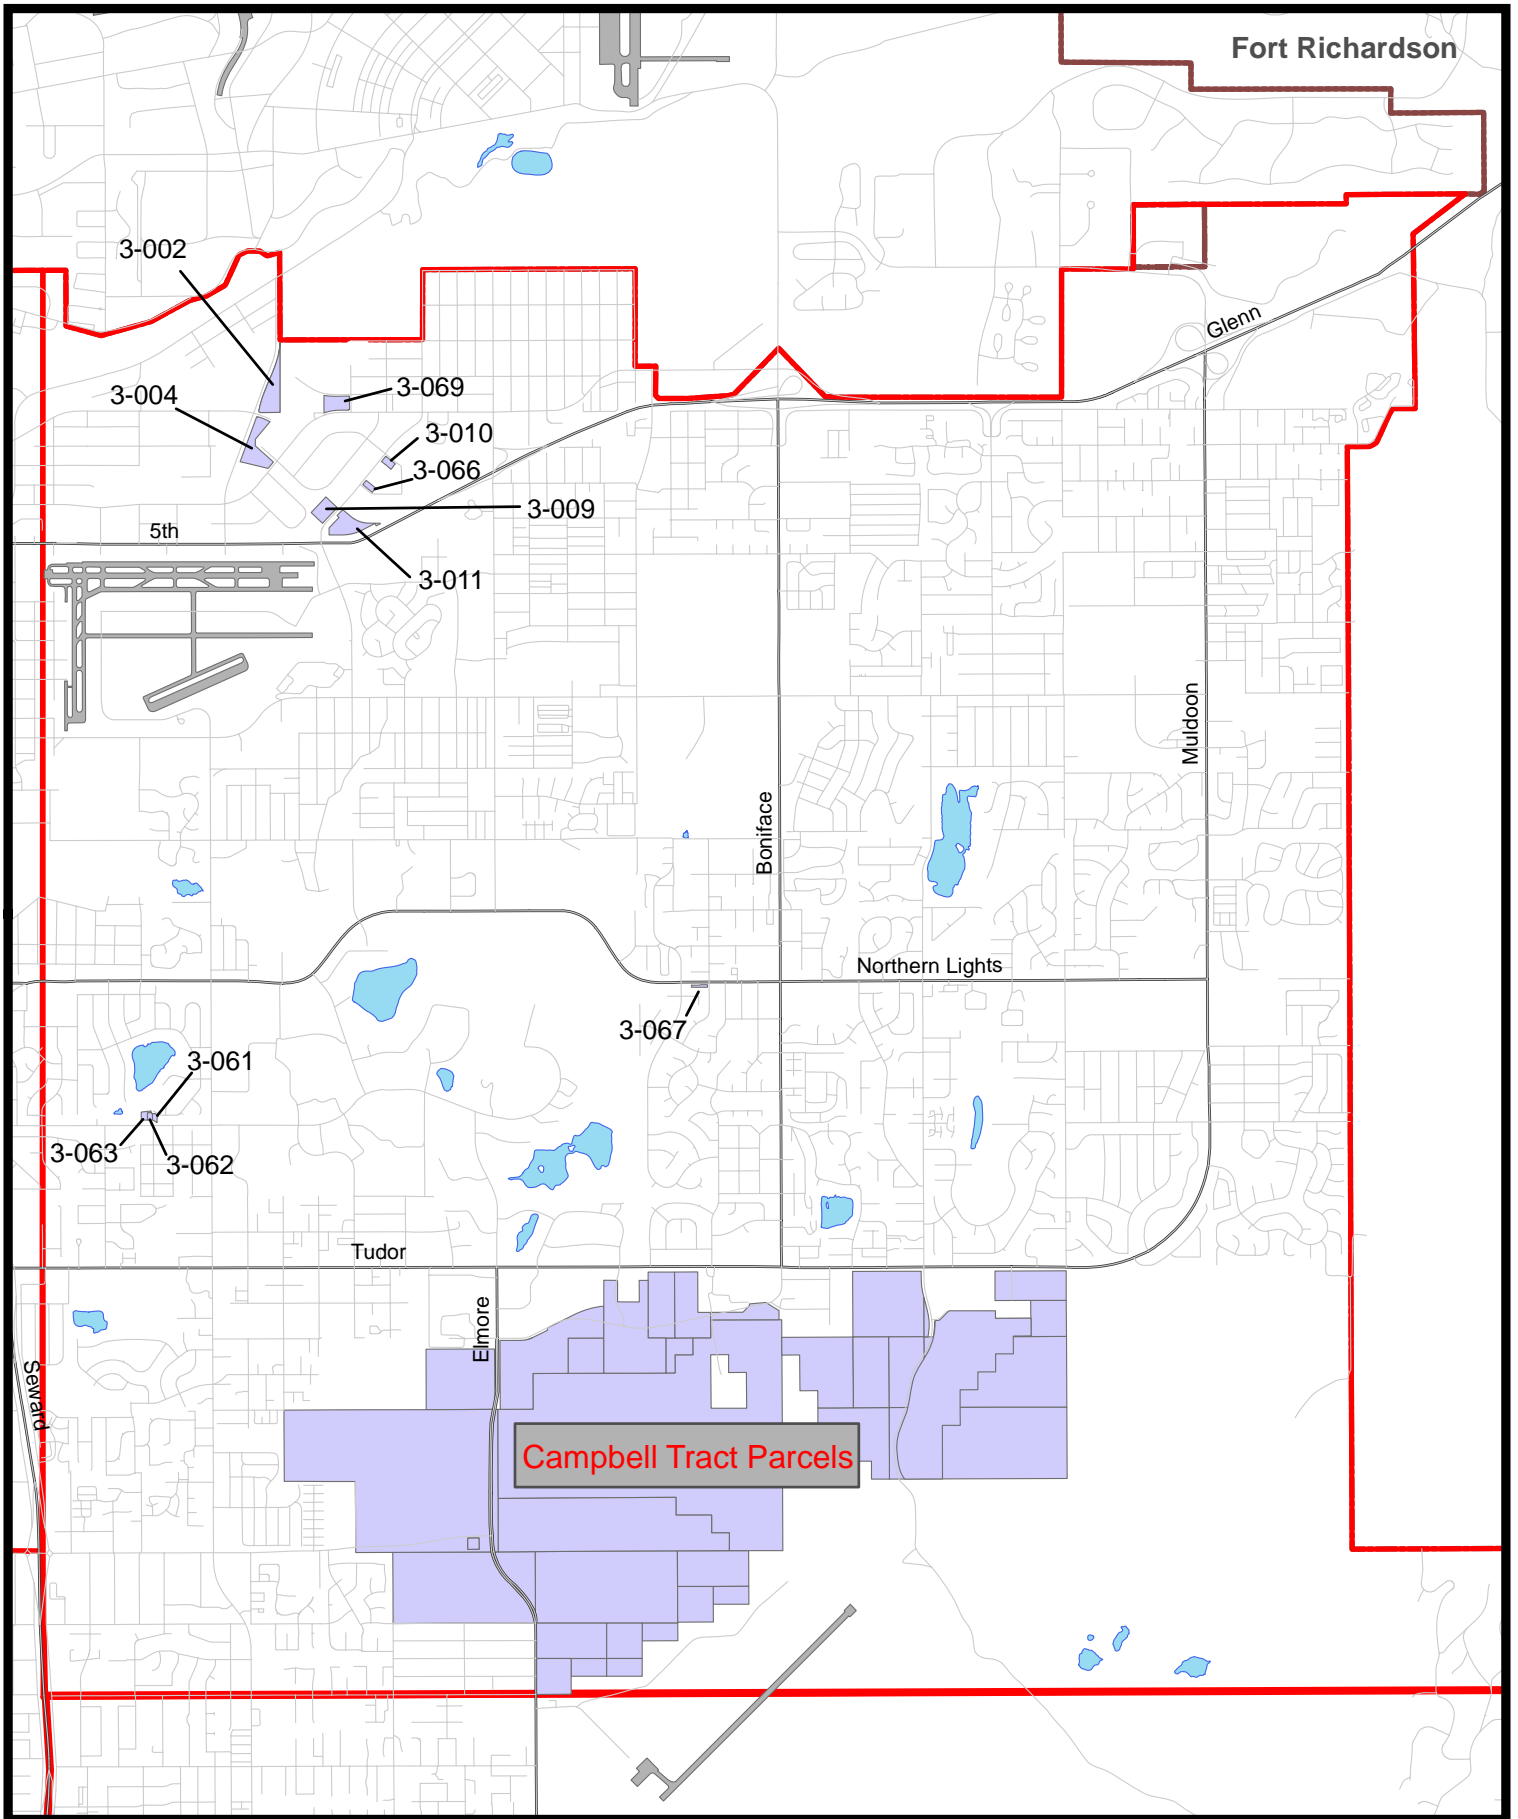 Fort Richardson
3-002
Glenn
3-069
3-004
3-010
3-066
3-009
5th
3-011
Muldoon
Boniface
Northern Lights
3-067
3-061
3-063
3-062
Tudor
Elmore
Seward
Campbell Tract Parcels